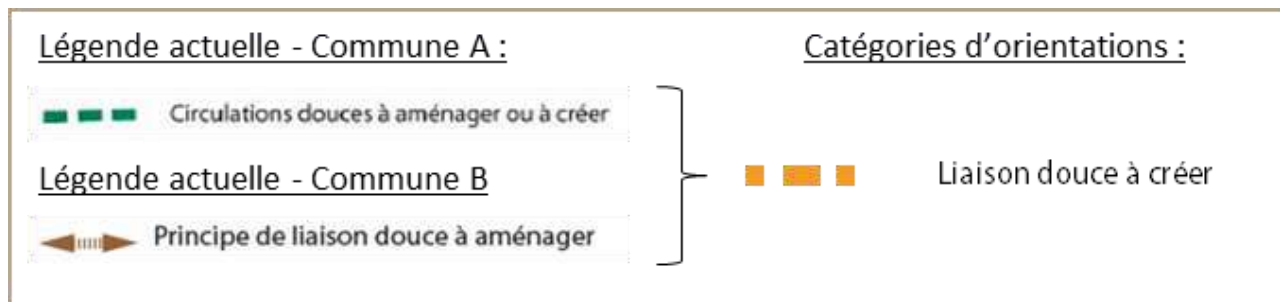 Légende actuelle - Commune A :
Circulations douces à aménager ou à créer
Légende actuelle - Commune B
Principe de liaison douce à aménager
Catégories d'orientations :
Liaison douce à créer